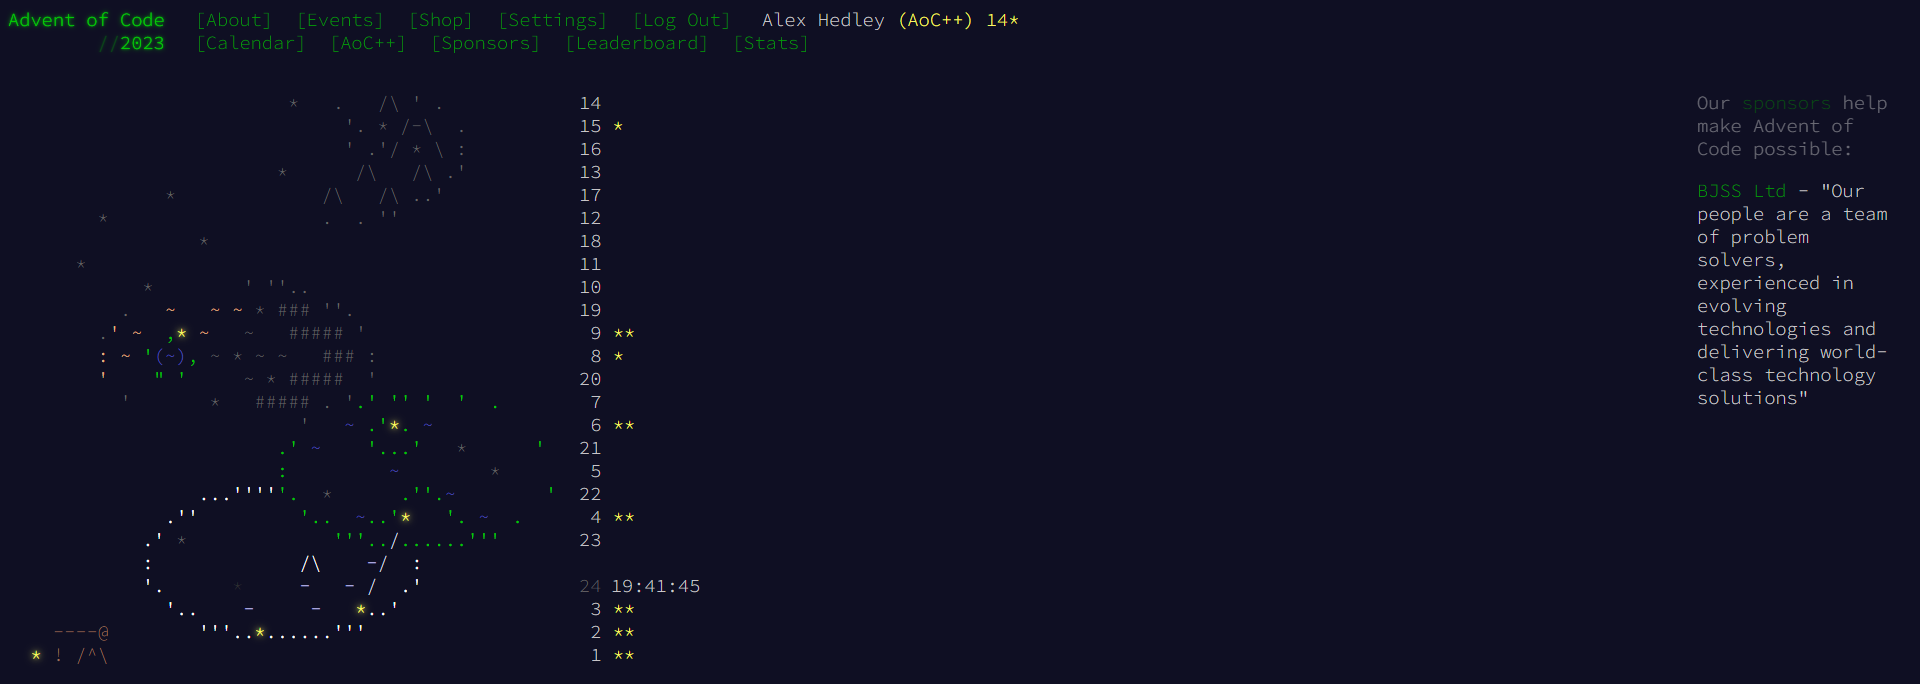 Advent of Code [About] [Events] [Shop] [Settings] [Log Out] Alex Hedley (AoC++) 14*
//2023 [Calendar] [AoC++] [Sponsors] [Leaderboard] [Stats]
14
15 *
16
13
17
12
18
11
10
19
9 **
8 *
20
7
6 **
21
5
22
4 **
23
24 19:41:45
3 **
2 **
1 **
Our sponsors help
make Advent of
Code possible:
BJSS Ltd - "Our
people are a team
of problem
solvers,
experienced in
evolving
technologies and
delivering world-
class technology
solutions"